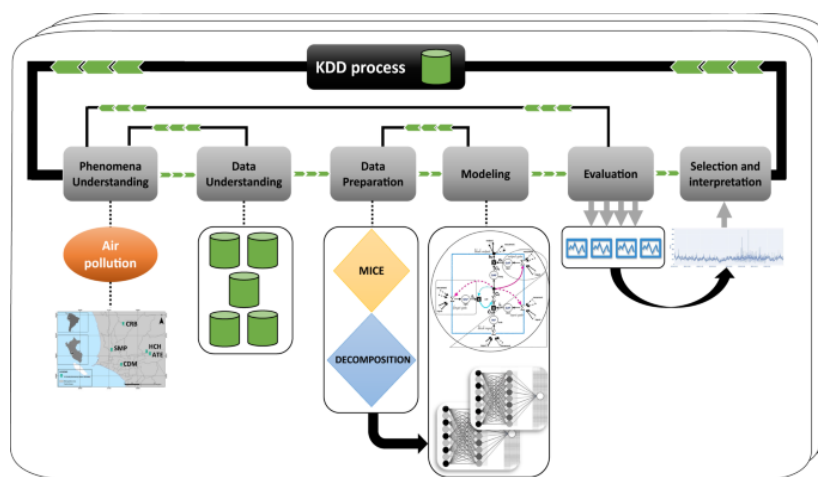 KDD process
Phenomena
Understanding
Data
Understanding
Data
Preparation
Modeling
Evaluation
Selection and
interpretation
Air
pollution
MICE
DECOMPOSITION
CRB
SMP
HCH
ATE
CDM